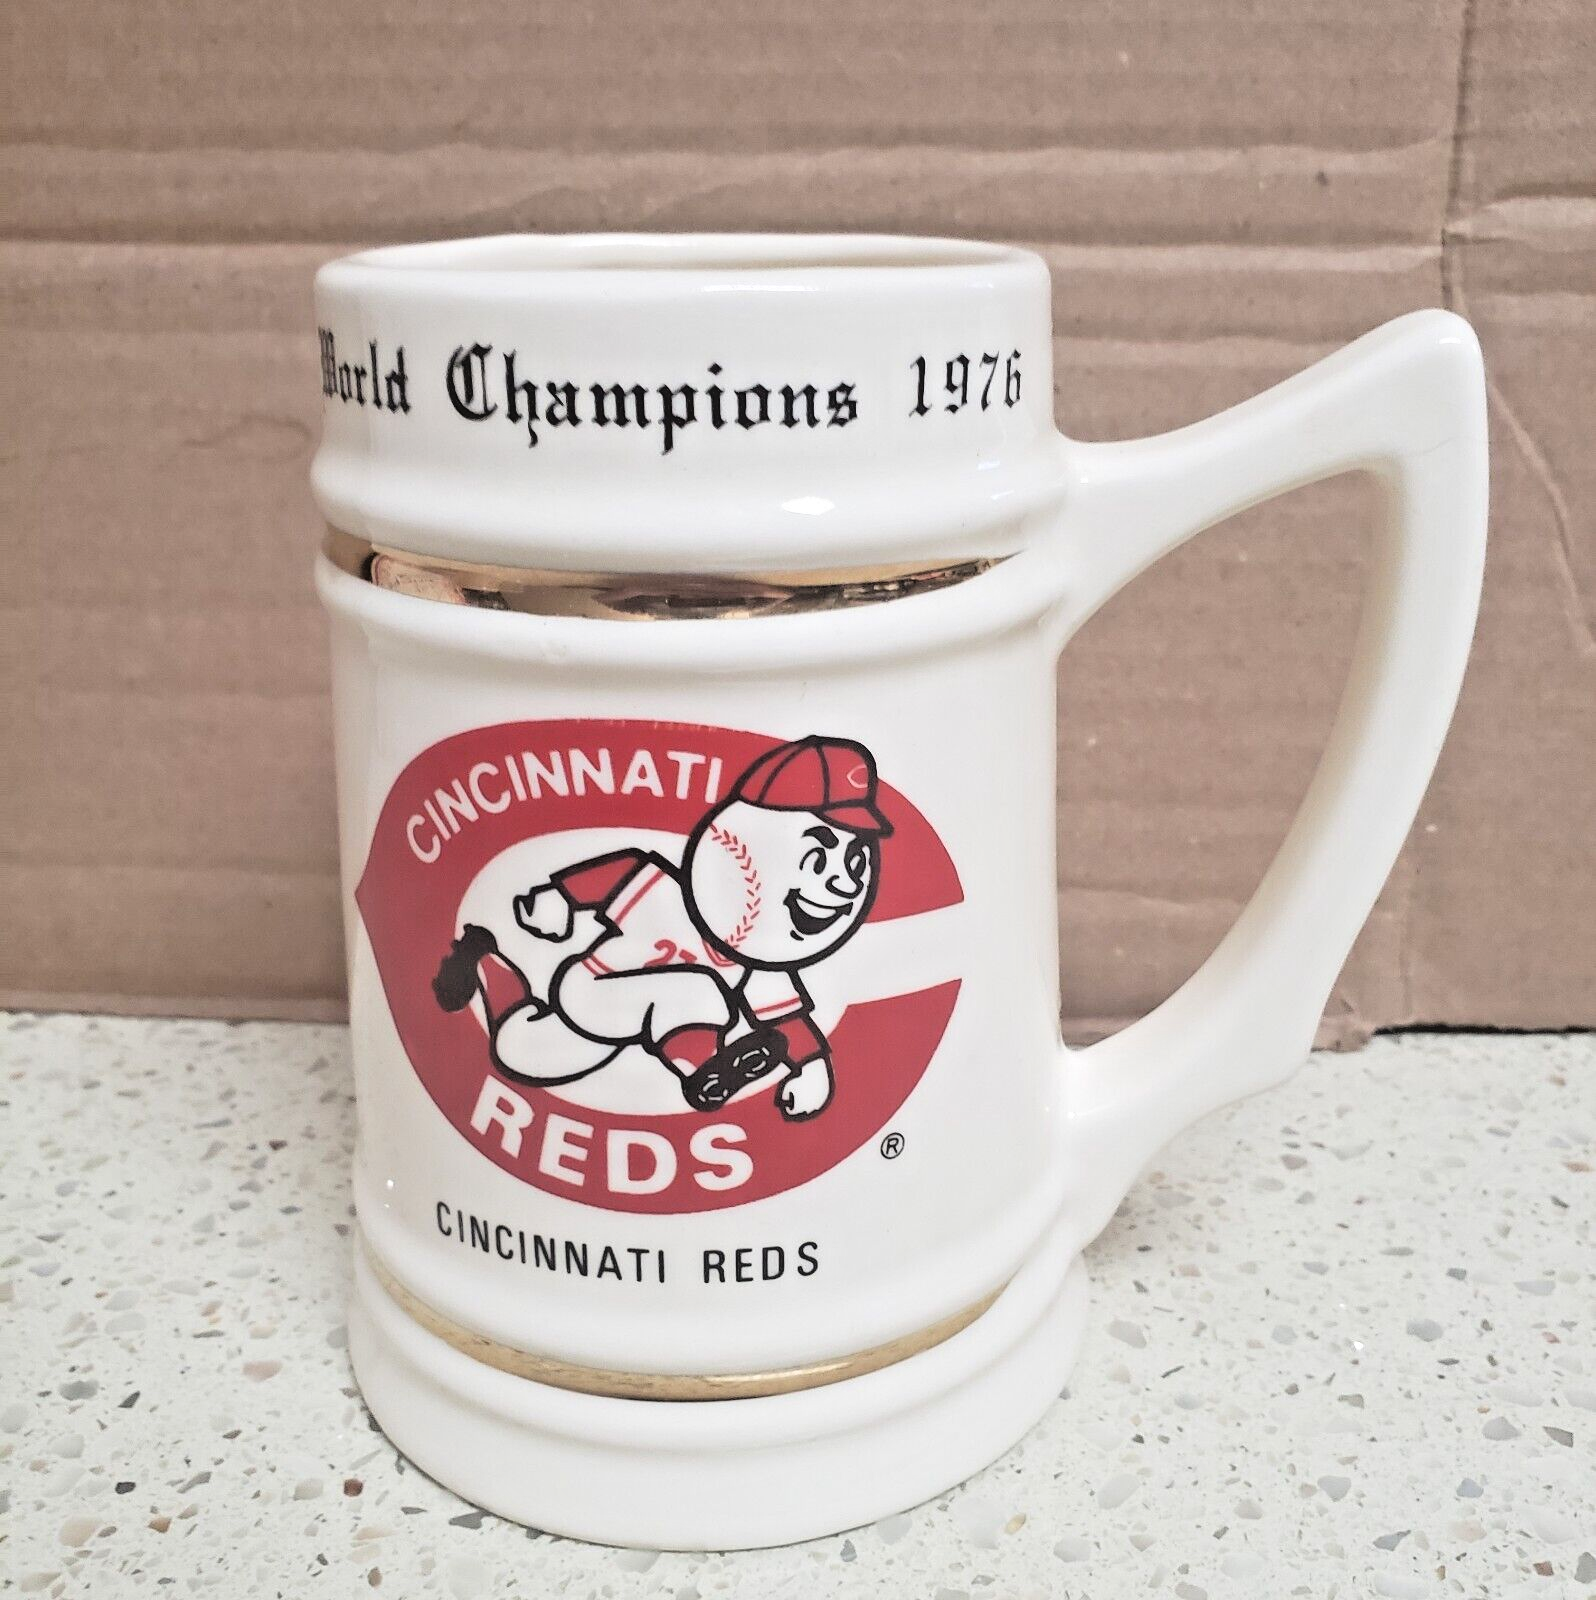 World Champions 1976
CINCINNATI
REDS
®
CINCINNATI REDS